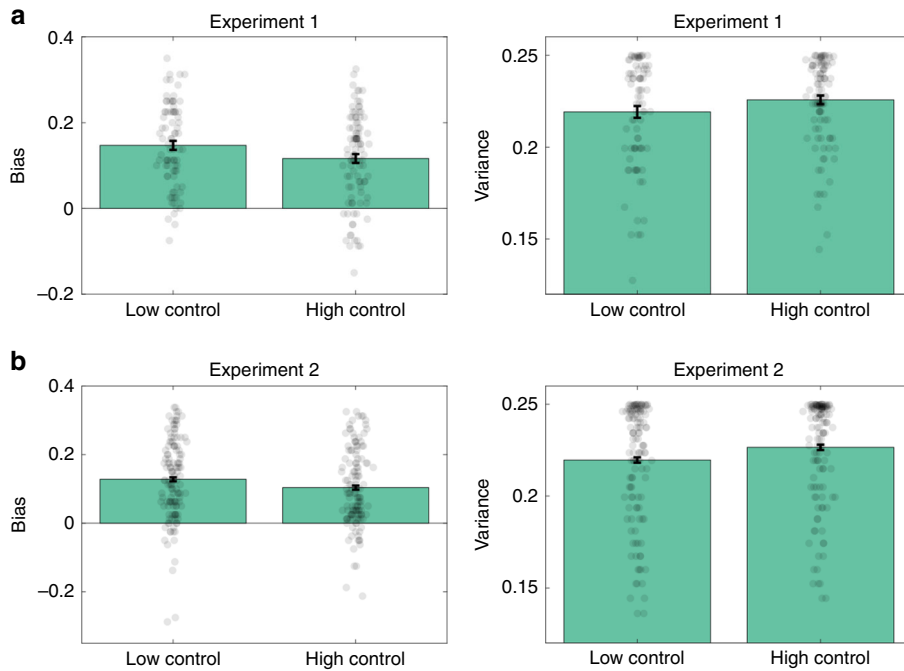 a
Experiment 1
Bias
0.4
0.2
0
−0.2
Low control
High control
Experiment 1
Variance
0.25
0.2
0.15
Low control
High control
b
Experiment 2
Bias
0.4
0.2
0
−0.2
Low control
High control
Experiment 2
Variance
0.25
0.2
0.15
Low control
High control